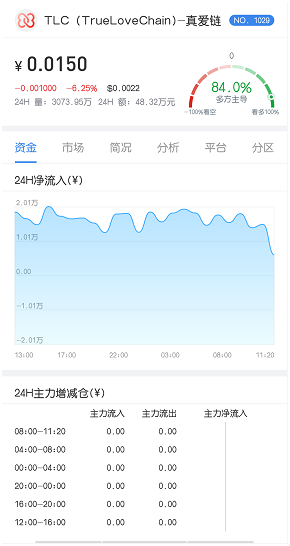 TLC (TrueLoveChain)-真爱链 NO. 1029
¥ 0.0150
-0.001000 -6.25% $0.0022
24H 量: 3073.95万 24H 额: 48.32万元
0
84.0%
多方主导
-100%看空 看多100%
资金 市场 简况 分析 平台 分区
24H净流入(¥)
2.01万
1.01万
0.00
-1.01万
-2.01万
13:00 17:00 22:00 03:00 08:00 11:20
24H主力增减仓(¥)
主力流入 主力流出 主力净流入
08:00-11:20 0.00 0.00
04:00-08:00 0.00 0.00
00:00-04:00 0.00 0.00
20:00-00:00 0.00 0.00
16:00-20:00 0.00 0.00
12:00-16:00 0.00 0.00